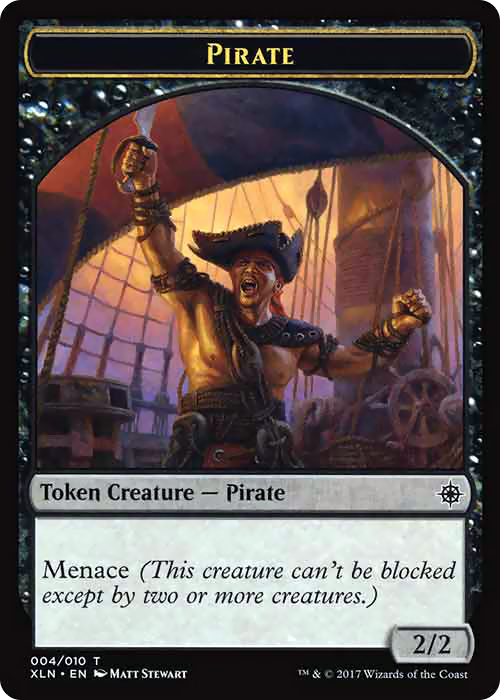 PIRATE
Token Creature — Pirate
Menace (This creature can't be blocked
except by two or more creatures.)
2/2
004/010 T
XLN • EN Matt Stewart
™ & © 2017 Wizards of the Coast